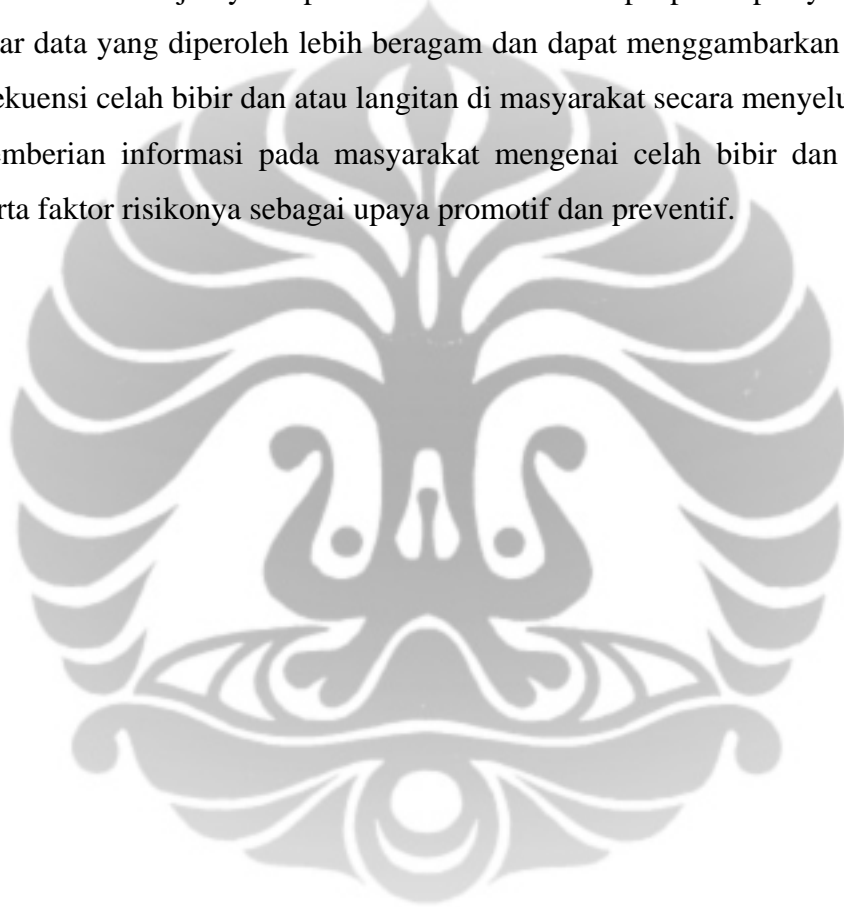 ar data yang diperoleh lebih beragam dan dapat menggambarkan
ekuensi celah bibir dan atau langitan di masyarakat secara menyelu
emberian informasi pada masyarakat mengenai celah bibir dan
rta faktor risikonya sebagai upaya promotif dan preventif.